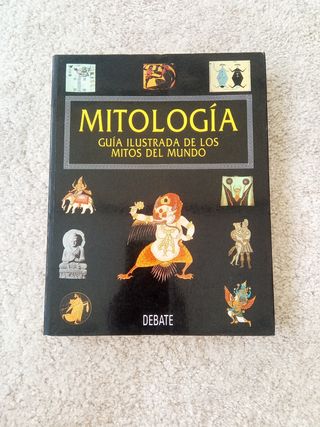 MITOLOGÍA
GUÍA ILUSTRADA DE LOS
MITOS DEL MUNDO
DEBATE